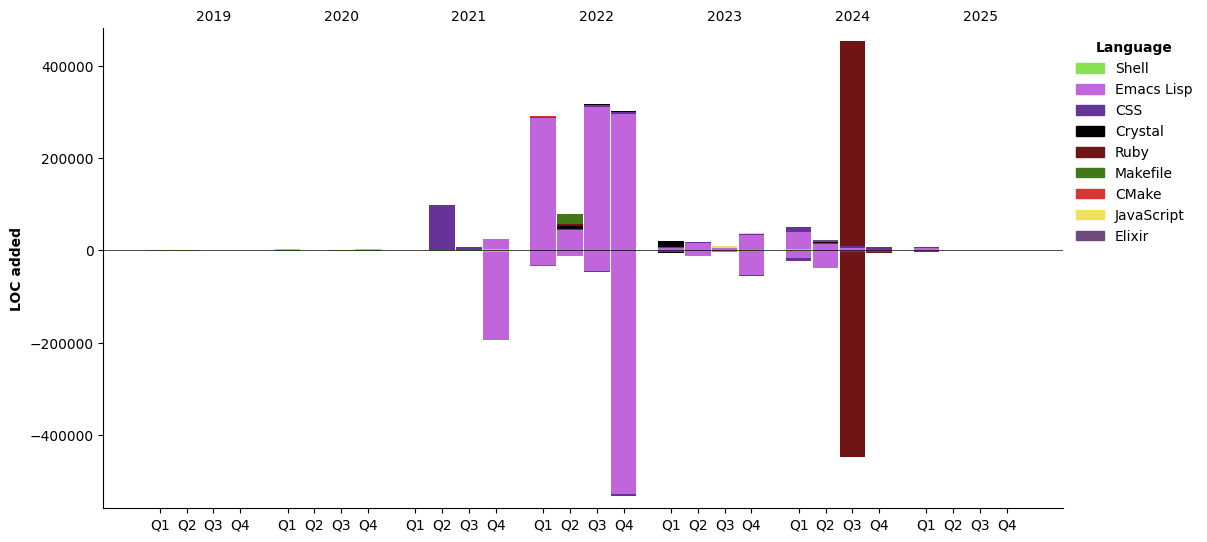 2019 2020 2021 2022 2023 2024 2025
Language
Shell
Emacs Lisp
CSS
Crystal
Ruby
Makefile
CMake
JavaScript
Elixir
LOC added
400000
200000
0
−200000
−400000
Q1 Q2 Q3 Q4 Q1 Q2 Q3 Q4 Q1 Q2 Q3 Q4 Q1 Q2 Q3 Q4 Q1 Q2 Q3 Q4 Q1 Q2 Q3 Q4 Q1 Q2 Q3 Q4